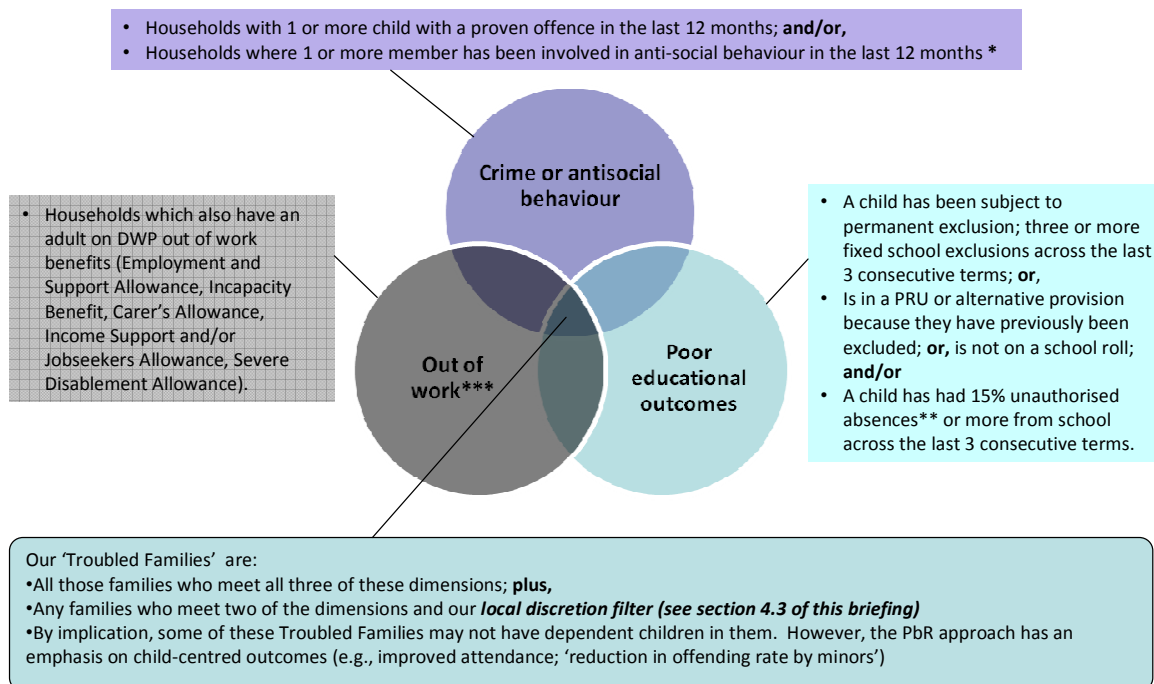 • Households with 1 or more child with a proven offence in the last 12 months; and/or,
• Households where 1 or more member has been involved in anti-social behaviour in the last 12 months *
Crime or antisocial
behaviour
• Households which also have an
adult on DWP out of work
benefits (Employment and
Support Allowance, Incapacity
Benefit, Carer's Allowance,
Income Support and/or
Jobseekers Allowance, Severe
Disablement Allowance).
• A child has been subject to
permanent exclusion; three or more
fixed school exclusions across the last
3 consecutive terms; or,
• Is in a PRU or alternative provision
because they have previously been
excluded; or, is not on a school roll;
and/or
• A child has had 15% unauthorised
absences** or more from school
across the last 3 consecutive terms.
Out of
work***
Poor
educational
outcomes
Our ‘Troubled Families’ are:
•All those families who meet all three of these dimensions; plus,
•Any families who meet two of the dimensions and our local discretion filter (see section 4.3 of this briefing)
•By implication, some of these Troubled Families may not have dependent children in them. However, the PbR approach has an
emphasis on child-centred outcomes (e.g., improved attendance; ‘reduction in offending rate by minors’)